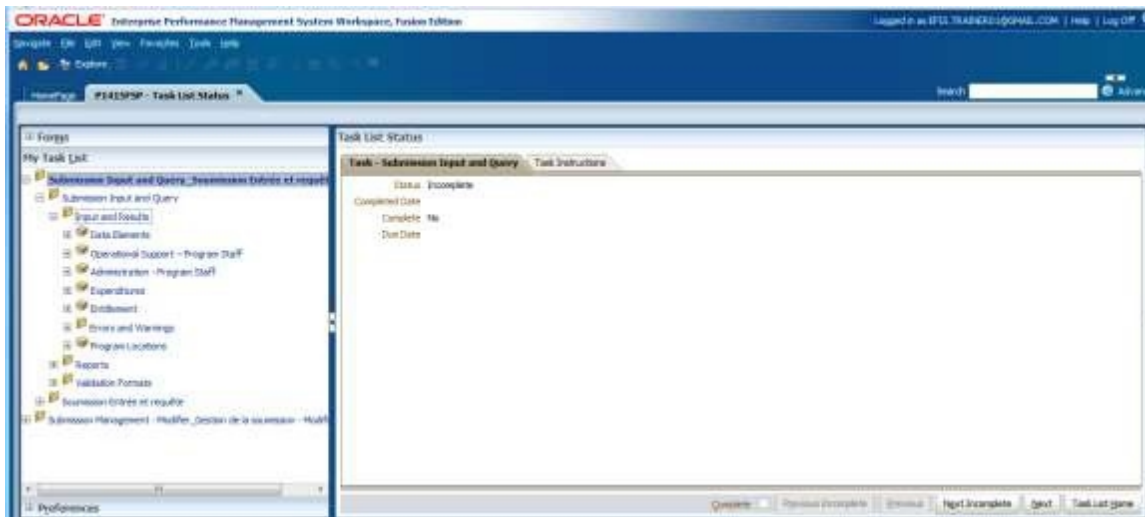 ORACLE Enterprise Performance Management System Workspace, Fusion Edition
Logged in as EFIS.TRAINER01@GMAIL.COM | Help | Log Off
Navigate File Edit View Favorites Tools Help
Explore
HomePage
P1415PSP - Task List Status
Search
Forms
My Task List
Submission Input and Query_Soumission Entrée et requête
Submission Input and Query
Input and Results
Data Elements
Operational Support - Program Staff
Administration - Program Staff
Expenditures
Entitlement
Errors and Warnings
Program Locations
Reports
Validation Formats
Soumission Entrée et requête
Submission Management - Modifier_Gestion de la soumission - Modifi
Preferences
Task List Status
Task - Submission Input and Query
Task Instructions
Status Incomplete
Completed Date
Complete No
Due Date
Complete
Previous Incomplete
Previous
Next Incomplete
Next
Task List Home